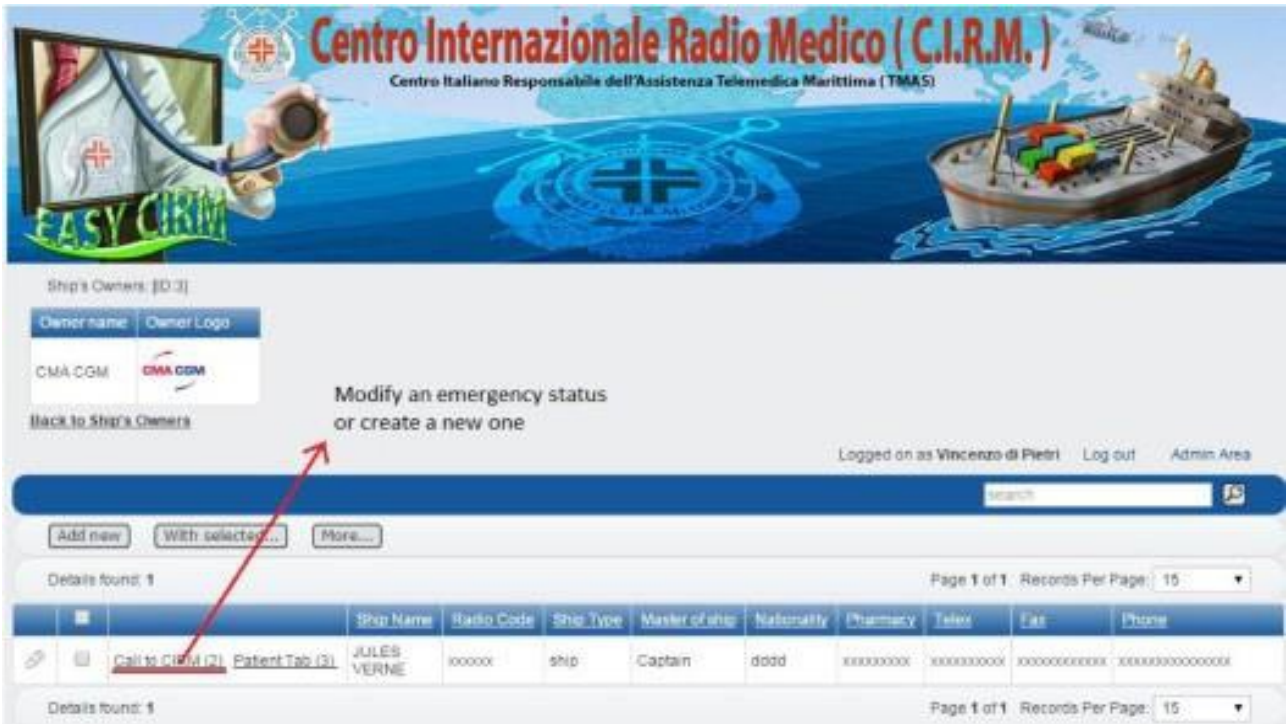 Centro Internazionale Radio Medico ( C.I.R.M. )
Centro Italiano Responsabile dell'Assistenza Telemedica Marittima ( TMAS)
EASY CIRM
Ship's Owners: [ID:3]
Owner name Owner Logo
CMA CGM CMA CGM
Back to Ship's Owners
Modify an emergency status
or create a new one
Logged on as Vincenzo di Pietri Log out Admin Area
search
Add new With selected... More...
Details found: 1 Page 1 of 1 Records Per Page: 15
Ship Name Radio Code Ship Type Master of ship Nationality Pharmacy Telex Fax Phone
Call to CIRM (2) Patient Tab (3) JULES VERNE xxxxxx ship Captain dddd xxxxxxxxx xxxxxxxxxx xxxxxxxxxxxx xxxxxxxxxxxxxxx
Details found: 1 Page 1 of 1 Records Per Page: 15